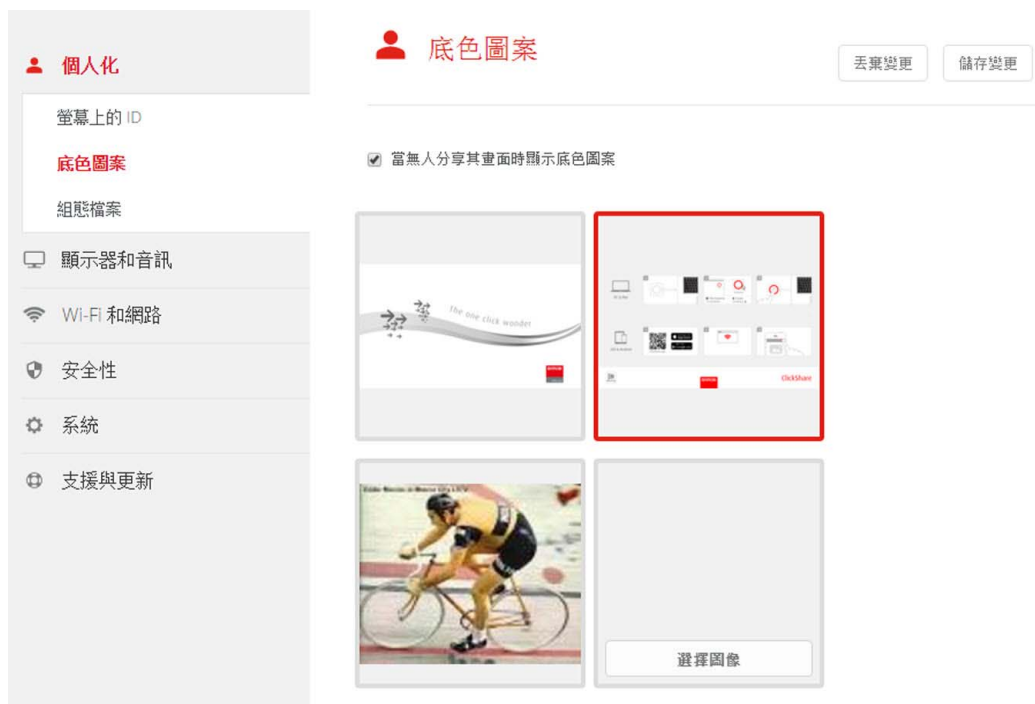 個人化
螢幕上的 ID
底色圖案
組態檔案
顯示器和音訊
Wi-Fi 和網路
安全性
系統
支援與更新
底色圖案
丟棄變更
儲存變更
當無人分享其畫面時顯示底色圖案
The one click wonder
ClickShare
選擇圖像